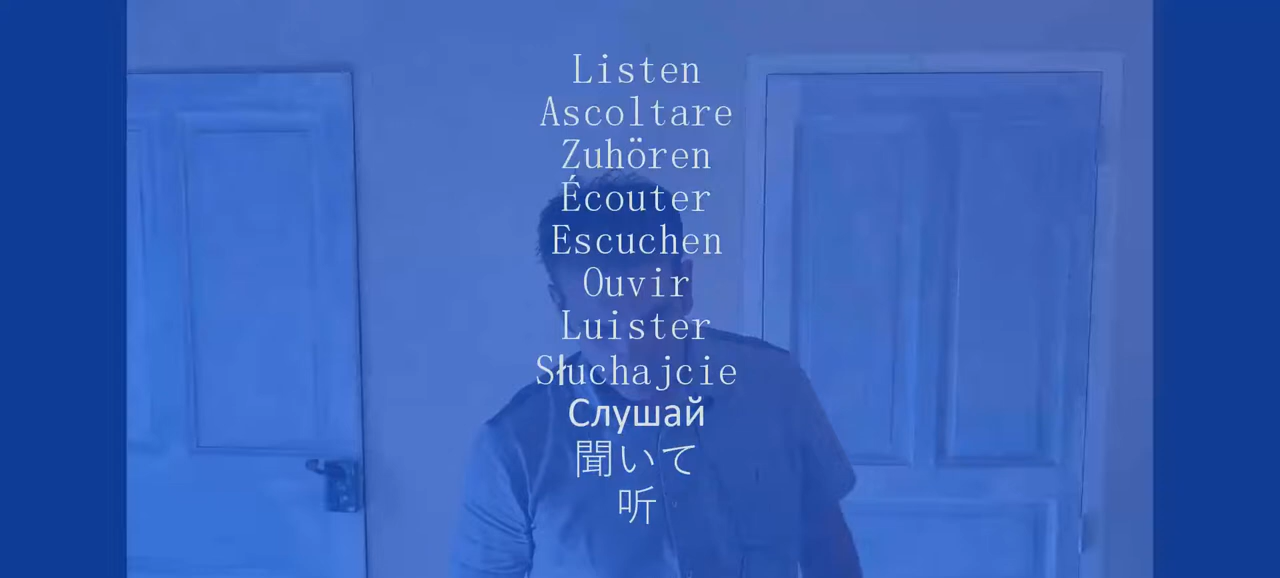 Listen
Ascoltare
Zuhören
Écouter
Escuchen
Ouvir
Luister
Słuchajcie
Слушай
聞いて
听